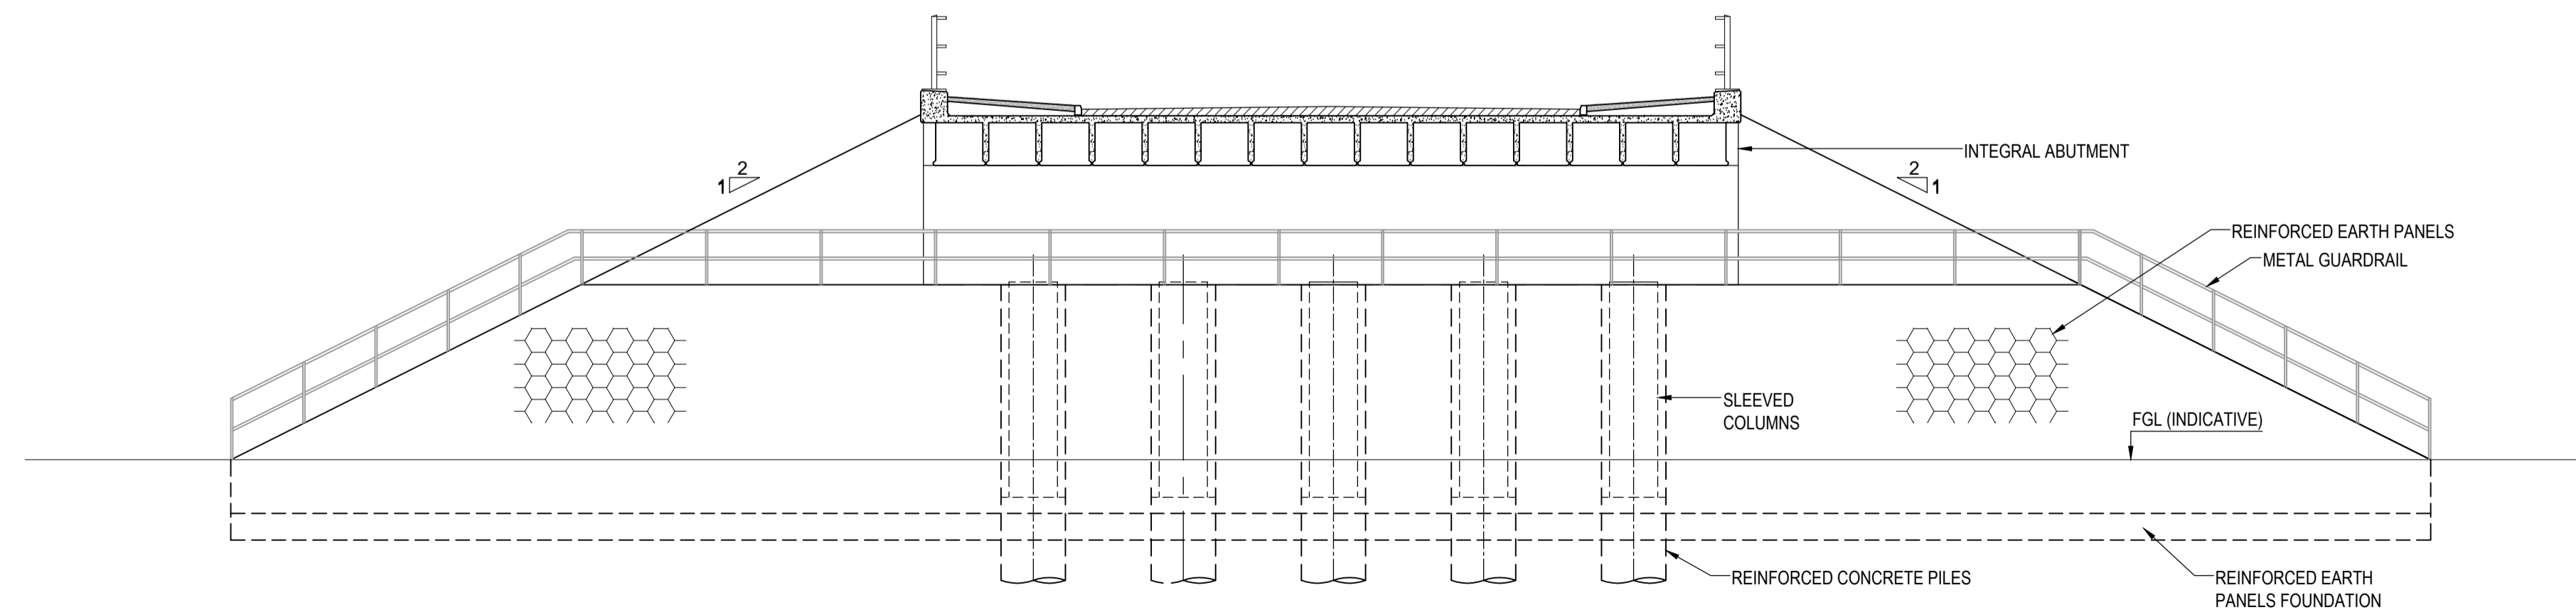 2
1
INTEGRAL ABUTMENT
2
1
REINFORCED EARTH PANELS
METAL GUARDRAIL
SLEEVED
COLUMNS
FGL (INDICATIVE)
REINFORCED CONCRETE PILES
REINFORCED EARTH
PANELS FOUNDATION